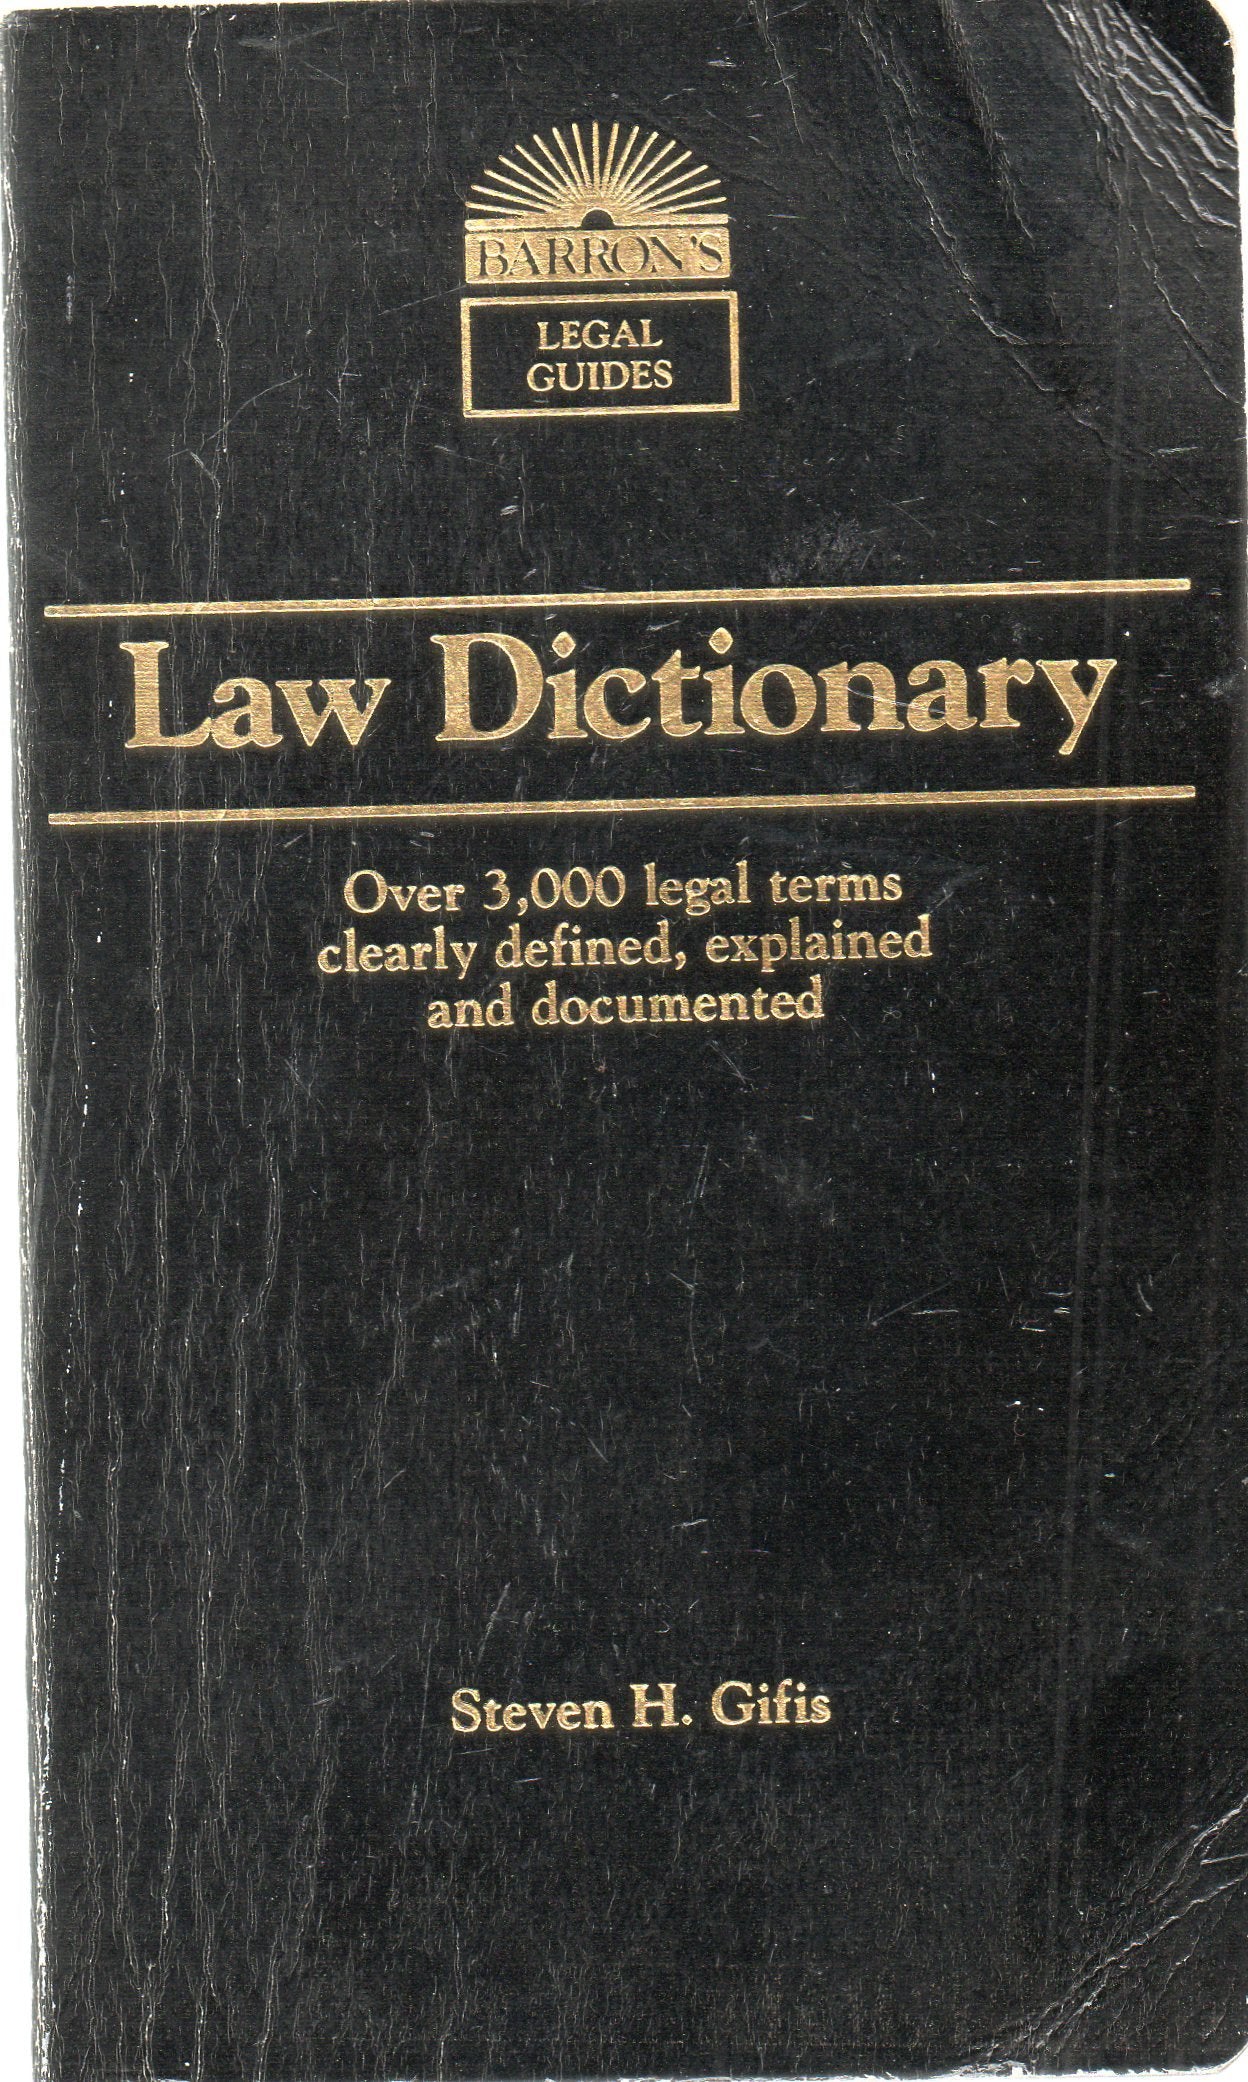 BARRON'S
LEGAL
GUIDES
Law Dictionary
Over 3,000 legal terms
clearly defined, explained
and documented
Steven H. Gifis